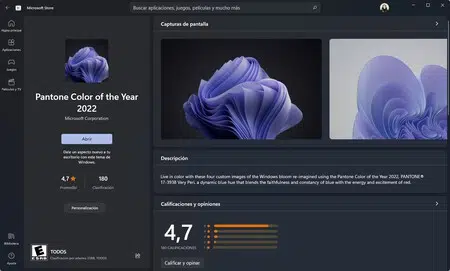 Microsoft Store
Buscar aplicaciones, juegos, películas y mucho más
Página principal
Aplicaciones
Juegos
Películas y TV
Pantone Color of the Year
2022
Microsoft Corporation
Abrir
Dale un aspecto nuevo a tu
escritorio con este tema de
Windows.
4,7 ★
Promedio
180
Clasificación
Personalización
TODOS
Biblioteca
Ayuda
Capturas de pantalla
Descripción
Live in color with these four custom images of the Windows bloom re-imagined using the Pantone Color of the Year 2022, PANTONE®
17-3938 Very Peri, a dynamic blue hue that blends the faithfulness and constancy of blue with the energy and excitement of red.
Calificaciones y opiniones
4,7
180 CALIFICACIONES
Calificar y opinar